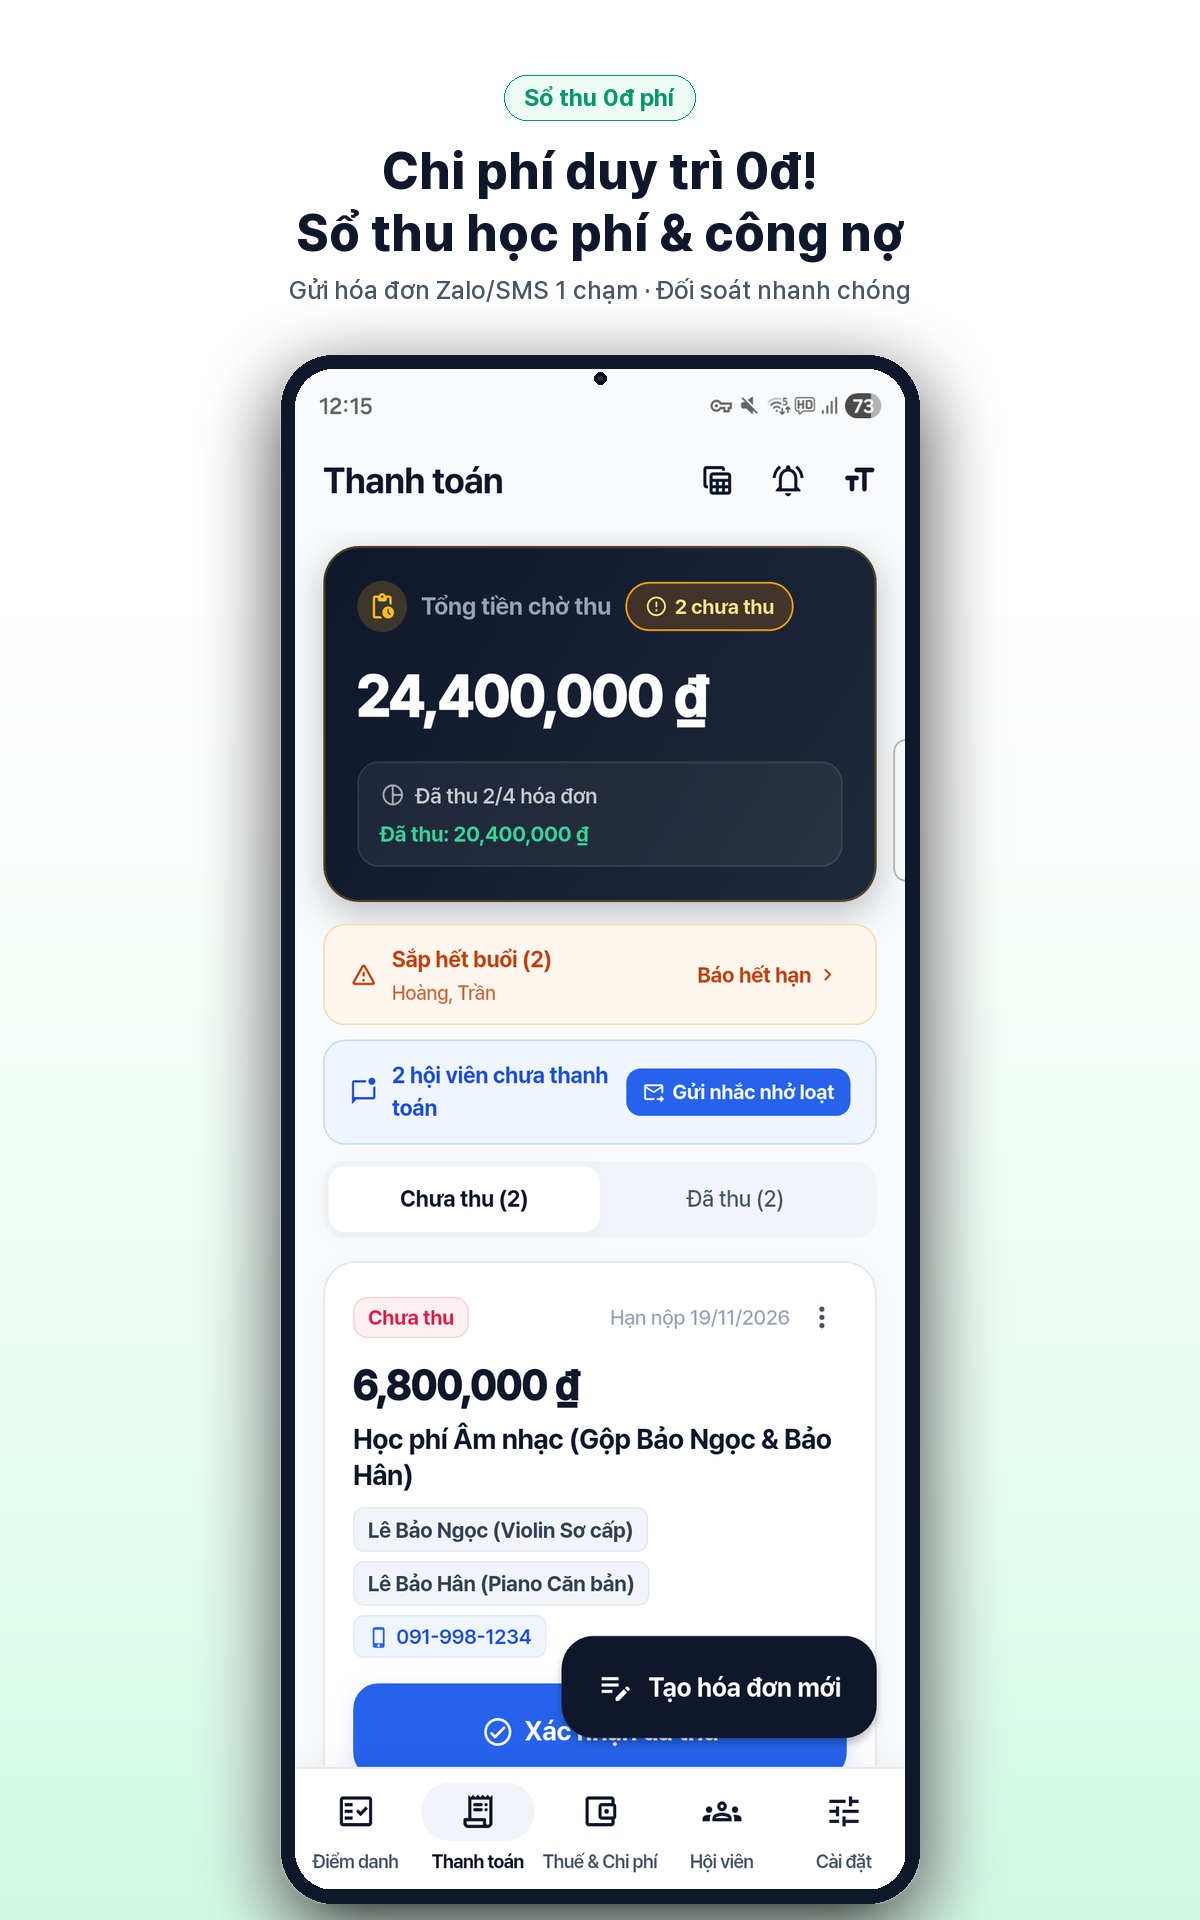 Sổ thu 0đ phí
Chi phí duy trì 0đ!
Sổ thu học phí & công nợ
Gửi hóa đơn Zalo/SMS 1 chạm · Đối soát nhanh chóng
12:15
5 HD 73
Thanh toán
Tổng tiền chờ thu
2 chưa thu
24,400,000 ₫
Đã thu 2/4 hóa đơn
Đã thu: 20,400,000 ₫
Sắp hết buổi (2)
Hoàng, Trần
Báo hết hạn
2 hội viên chưa thanh
toán
Gửi nhắc nhở loạt
Chưa thu (2)
Đã thu (2)
Chưa thu
Hạn nộp 19/11/2026
6,800,000 ₫
Học phí Âm nhạc (Gộp Bảo Ngọc & Bảo
Hân)
Lê Bảo Ngọc (Violin Sơ cấp)
Lê Bảo Hân (Piano Căn bản)
091-998-1234
Tạo hóa đơn mới
Xác
Điểm danh
Thanh toán
Thuế & Chi phí
Hội viên
Cài đặt